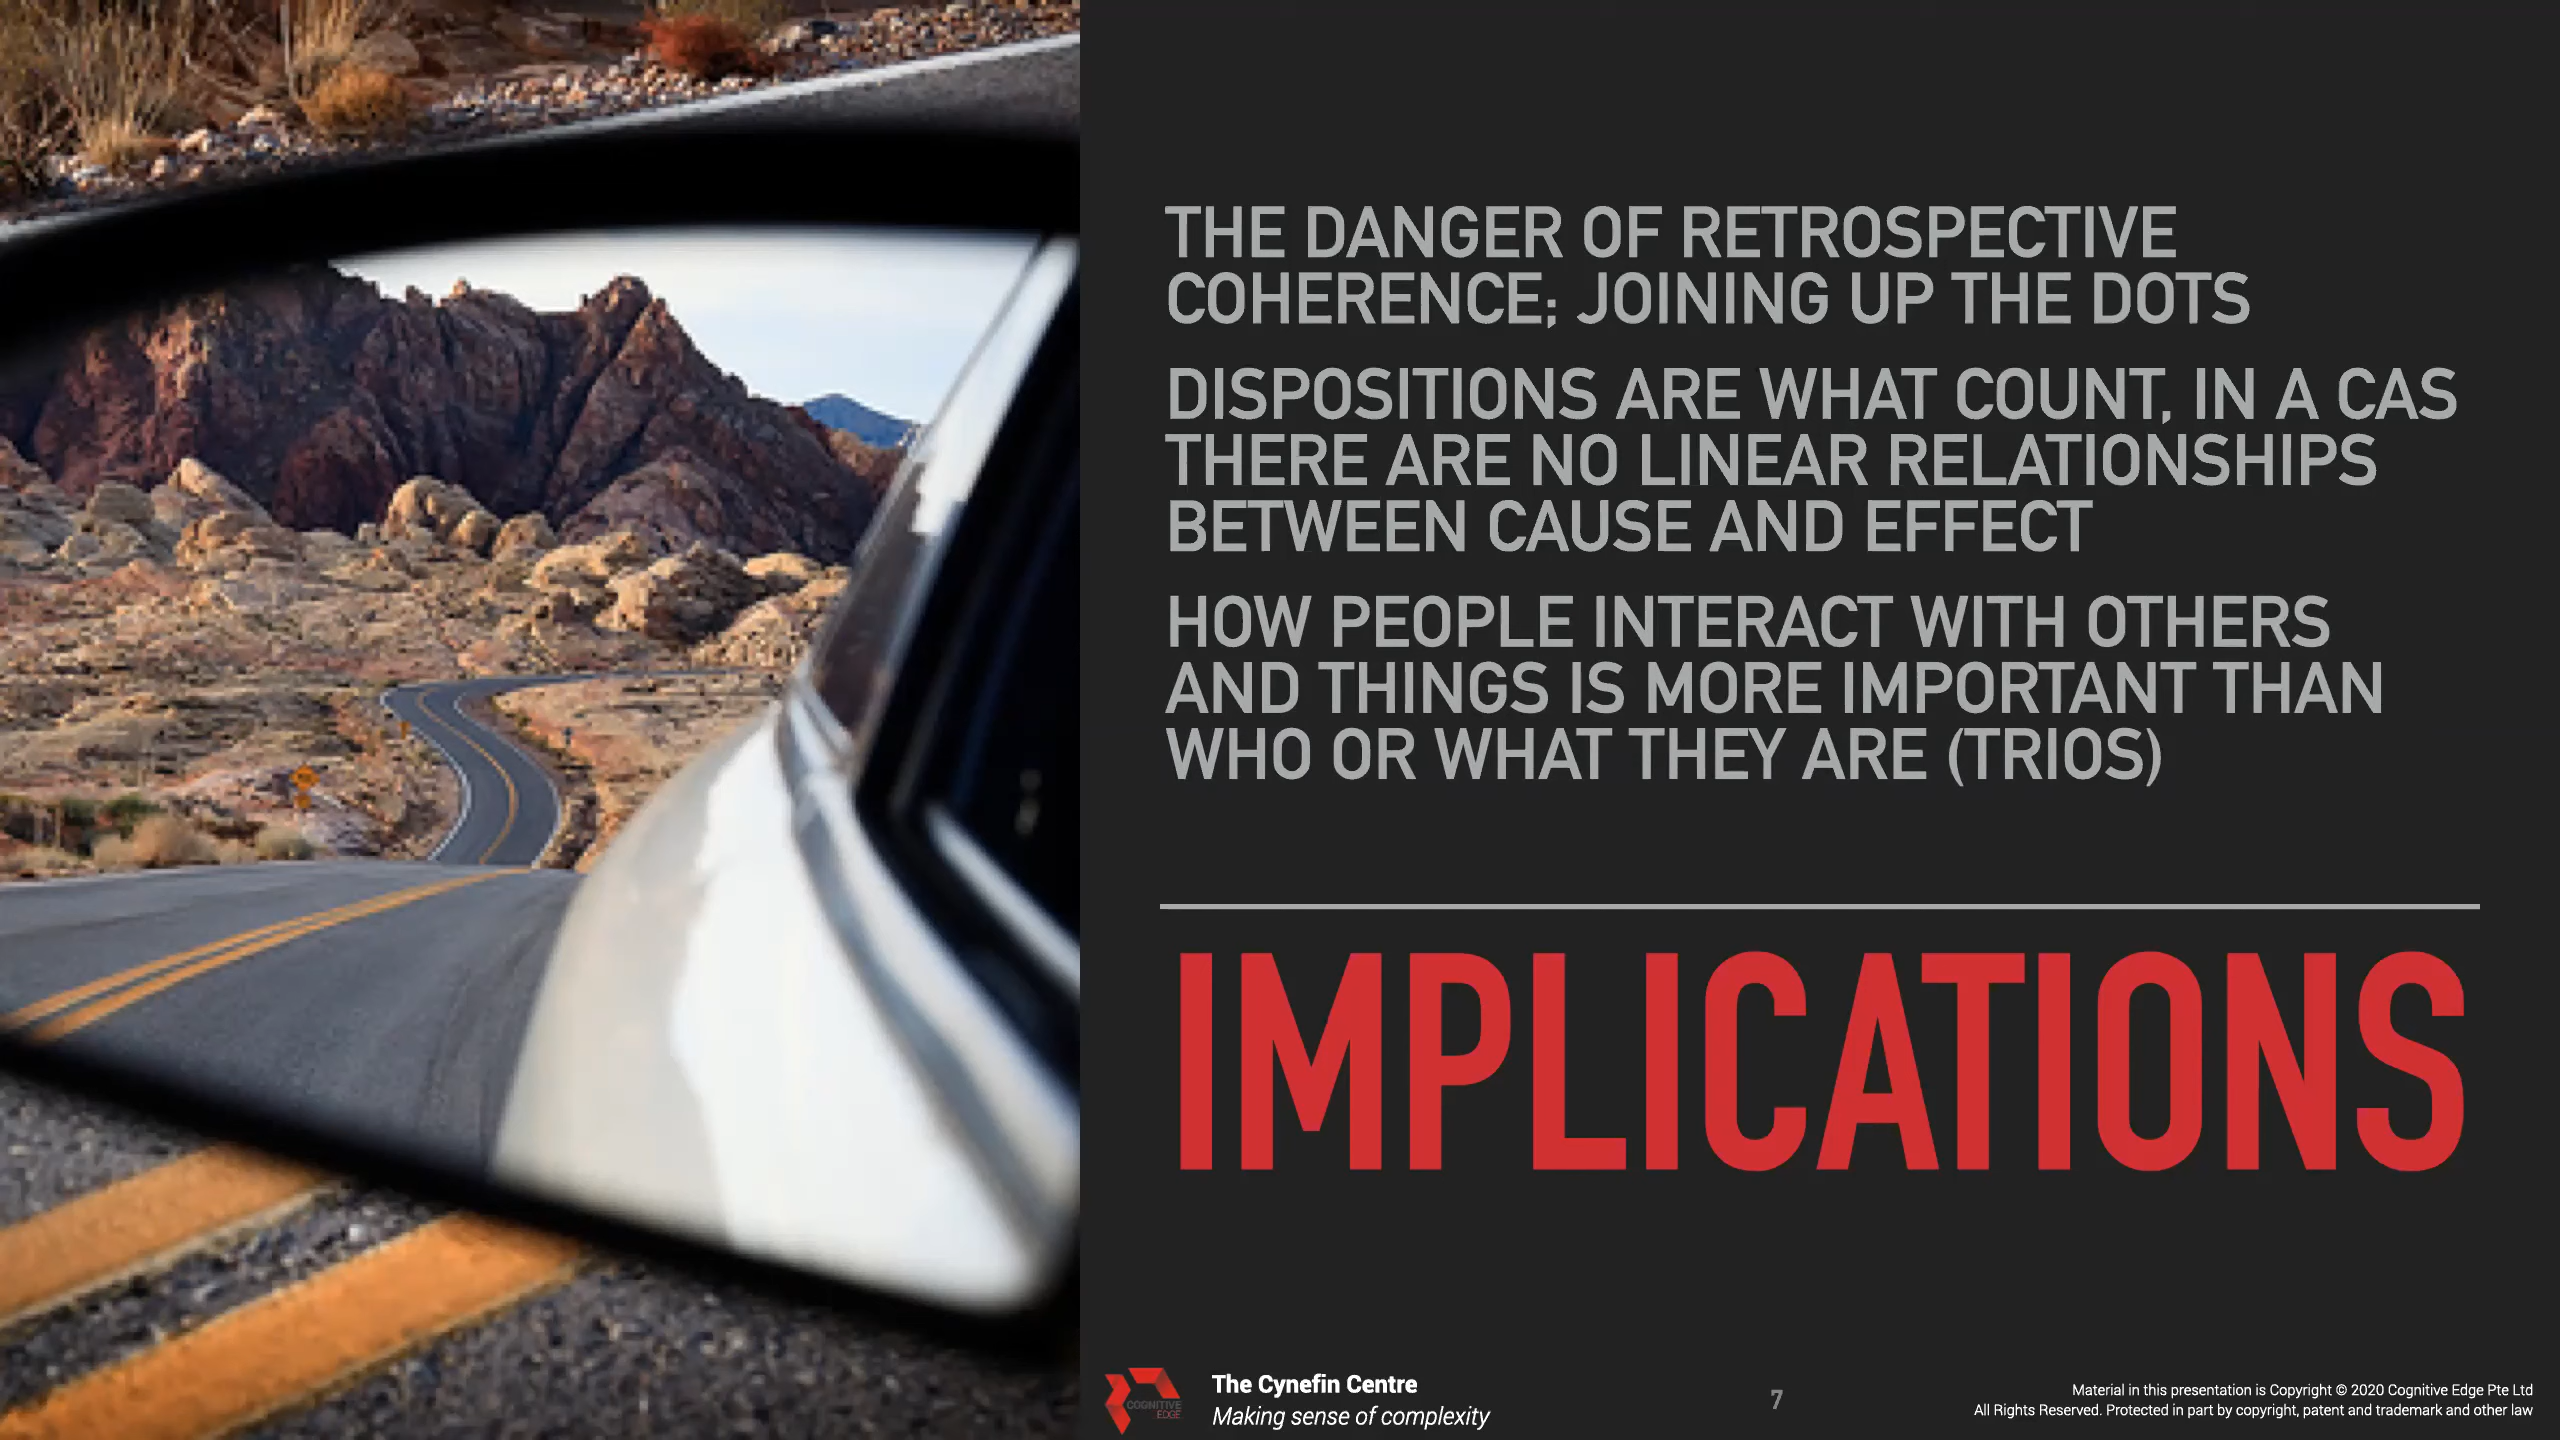 THE DANGER OF RETROSPECTIVE
COHERENCE; JOINING UP THE DOTS
DISPOSITIONS ARE WHAT COUNT, IN A CAS
THERE ARE NO LINEAR RELATIONSHIPS
BETWEEN CAUSE AND EFFECT
HOW PEOPLE INTERACT WITH OTHERS
AND THINGS IS MORE IMPORTANT THAN
WHO OR WHAT THEY ARE (TRIOS)
IMPLICATIONS
COGNITIVE
EDGE
The Cynefin Centre
Making sense of complexity
7
Material in this presentation is Copyright © 2020 Cognitive Edge Pte Ltd
All Rights Reserved. Protected in part by copyright, patent and trademark and other law